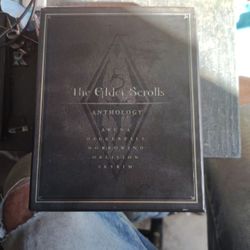 The Elder Scrolls
ANTHOLOGY
ARENA
DAGGERFALL
MORROWIND
OBLIVION
SKYRIM